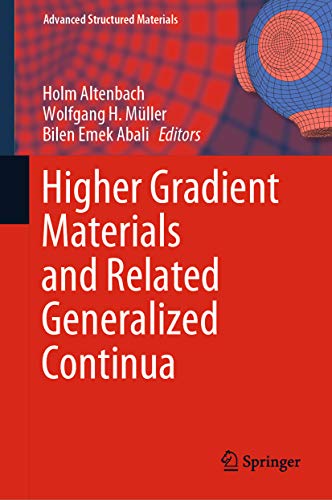 Advanced Structured Materials
Holm Altenbach
Wolfgang H. Müller
Bilen Emek Abali Editors
Higher Gradient
Materials
and Related
Generalized
Continua
Springer